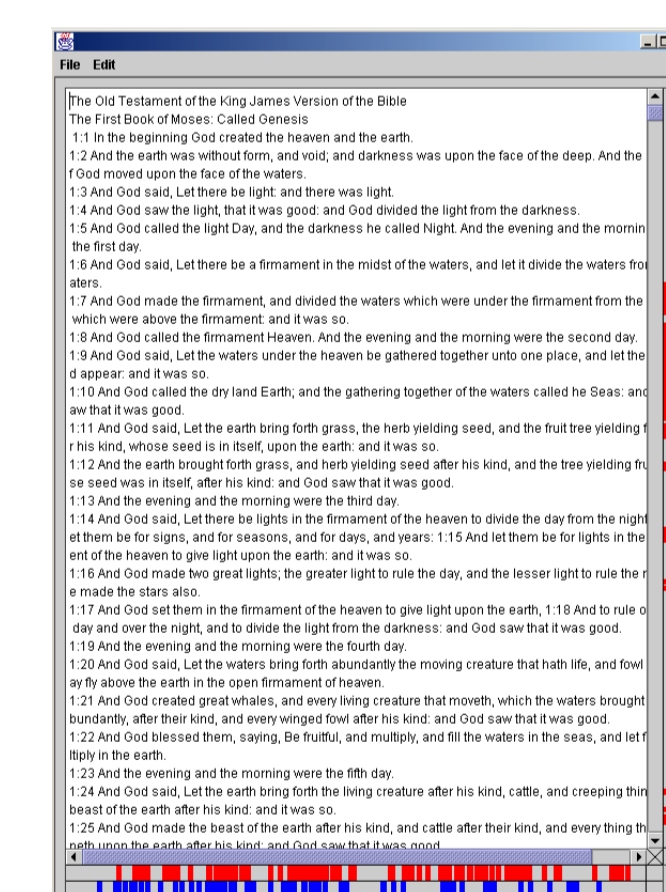 File Edit
The Old Testament of the King James Version of the Bible
The First Book of Moses: Called Genesis
1:1 In the beginning God created the heaven and the earth.
1:2 And the earth was without form, and void; and darkness was upon the face of the deep. And the
f God moved upon the face of the waters.
1:3 And God said, Let there be light: and there was light.
1:4 And God saw the light, that it was good: and God divided the light from the darkness.
1:5 And God called the light Day, and the darkness he called Night. And the evening and the mornin
the first day.
1:6 And God said, Let there be a firmament in the midst of the waters, and let it divide the waters fro
aters.
1:7 And God made the firmament, and divided the waters which were under the firmament from the
which were above the firmament: and it was so.
1:8 And God called the firmament Heaven. And the evening and the morning were the second day.
1:9 And God said, Let the waters under the heaven be gathered together unto one place, and let the
d appear: and it was so.
1:10 And God called the dry land Earth; and the gathering together of the waters called he Seas: and
aw that it was good.
1:11 And God said, Let the earth bring forth grass, the herb yielding seed, and the fruit tree yielding f
r his kind, whose seed is in itself, upon the earth: and it was so.
1:12 And the earth brought forth grass, and herb yielding seed after his kind, and the tree yielding fru
se seed was in itself, after his kind: and God saw that it was good.
1:13 And the evening and the morning were the third day.
1:14 And God said, Let there be lights in the firmament of the heaven to divide the day from the night
et them be for signs, and for seasons, and for days, and years: 1:15 And let them be for lights in the
ent of the heaven to give light upon the earth: and it was so.
1:16 And God made two great lights; the greater light to rule the day, and the lesser light to rule the
e made the stars also.
1:17 And God set them in the firmament of the heaven to give light upon the earth, 1:18 And to rule o
day and over the night, and to divide the light from the darkness: and God saw that it was good.
1:19 And the evening and the morning were the fourth day.
1:20 And God said, Let the waters bring forth abundantly the moving creature that hath life, and fowl
ay fly above the earth in the open firmament of heaven.
1:21 And God created great whales, and every living creature that moveth, which the waters brought
bundantly, after their kind, and every winged fowl after his kind: and God saw that it was good.
1:22 And God blessed them, saying, Be fruitful, and multiply, and fill the waters in the seas, and let f
ltiply in the earth.
1:23 And the evening and the morning were the fifth day.
1:24 And God said, Let the earth bring forth the living creature after his kind, cattle, and creeping thin
beast of the earth after his kind: and it was so.
1:25 And God made the beast of the earth after his kind, and cattle after their kind, and every thing th
peth upon the earth after his kind: and God saw that it was good